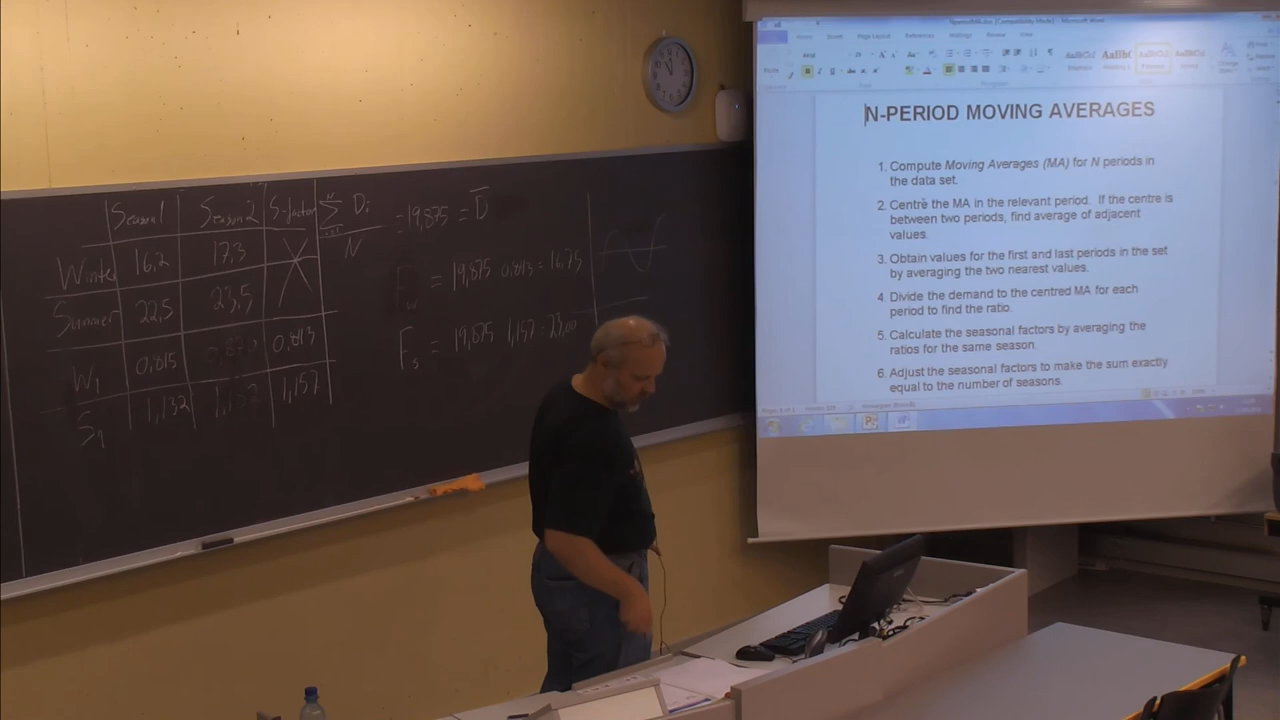 Season 1 Season 2 S-factor
Winter 16,2 17,3
Summer 22,5 23,5
W₁ 0,815 0,843
S₁ 1,132 1,157
∑ Di / N = 19,875 = D̄
= 19,875 · 0,843 = 16,75
Fs = 19,875 · 1,157 = 23,00
N-PERIOD MOVING AVERAGES
1. Compute Moving Averages (MA) for N periods in
the data set.
2. Centre the MA in the relevant period. If the centre is
between two periods, find average of adjacent
values.
3. Obtain values for the first and last periods in the set
by averaging the two nearest values.
4. Divide the demand to the centred MA for each
period to find the ratio.
5. Calculate the seasonal factors by averaging the
ratios for the same season.
6. Adjust the seasonal factors to make the sum exactly
equal to the number of seasons.